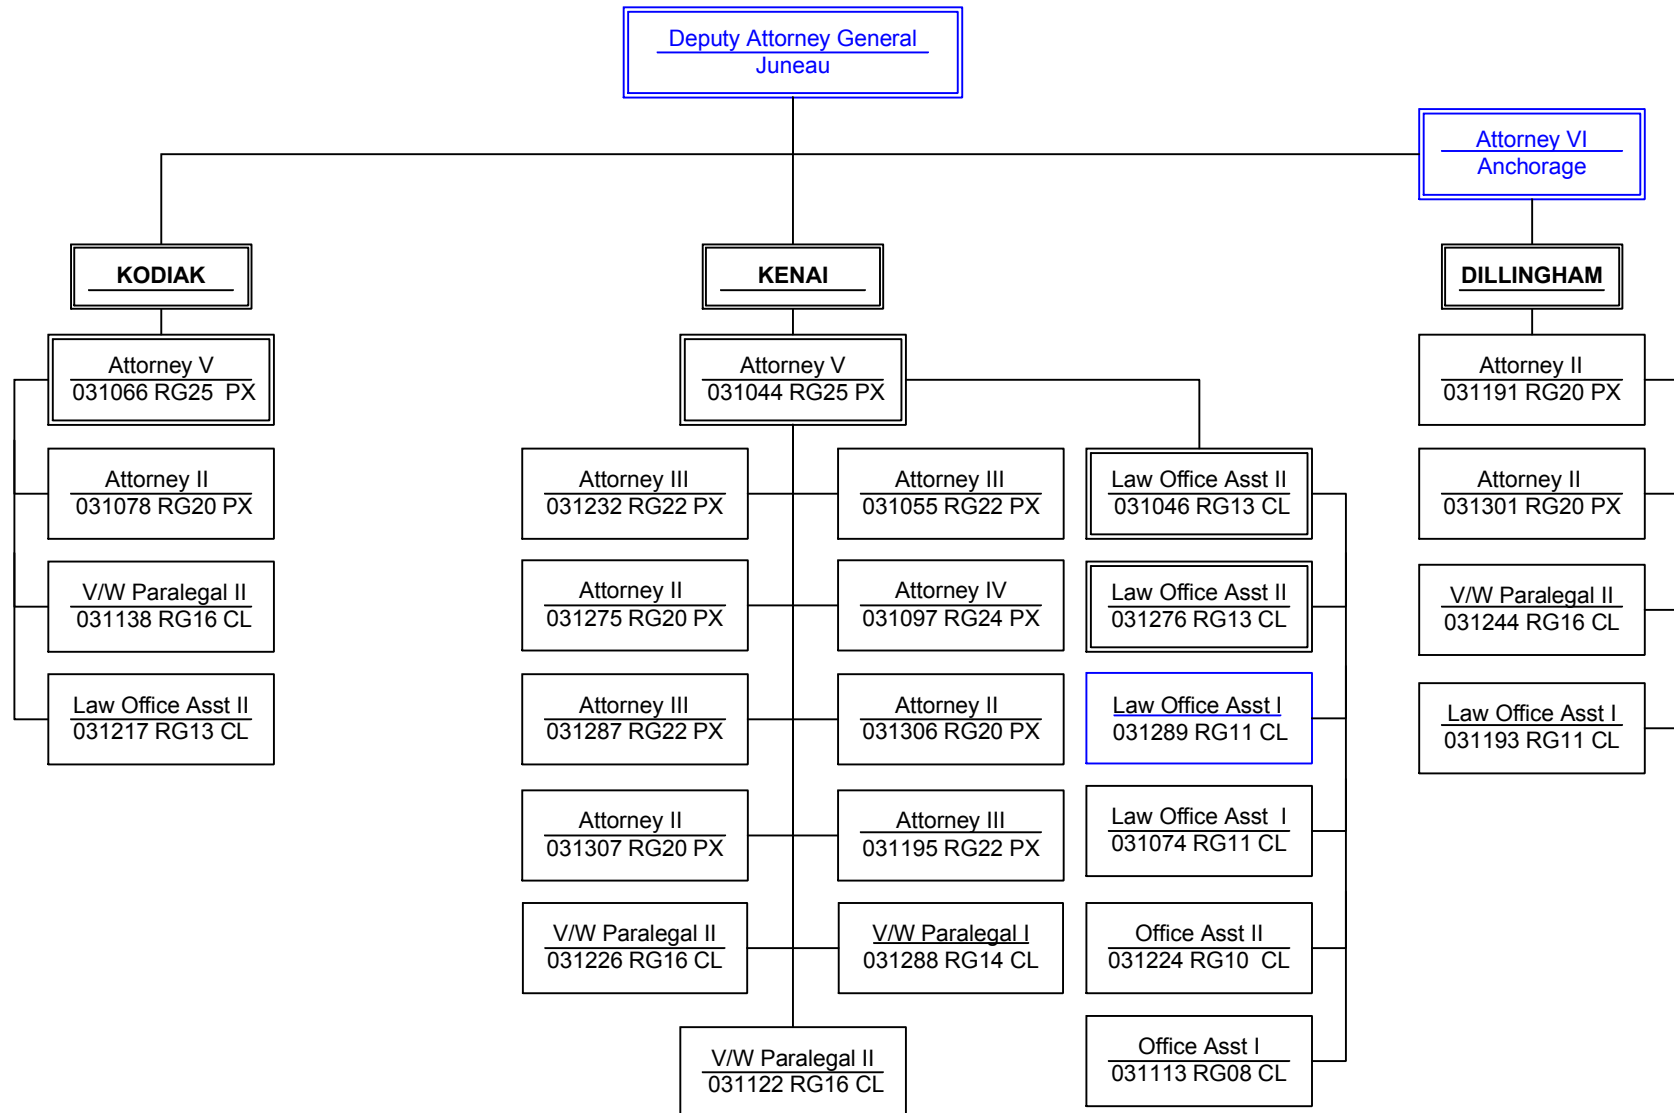 Deputy Attorney General
Juneau
Attorney VI
Anchorage
KODIAK
KENAI
DILLINGHAM
Attorney V
031066 RG25  PX
Attorney II
031078 RG20 PX
V/W Paralegal II
031138 RG16 CL
Law Office Asst II
031217 RG13 CL
Attorney V
031044 RG25 PX
Attorney III
031232 RG22 PX
Attorney III
031055 RG22 PX
Attorney II
031275 RG20 PX
Attorney IV
031097 RG24 PX
Attorney III
031287 RG22 PX
Attorney II
031306 RG20 PX
Attorney II
031307 RG20 PX
Attorney III
031195 RG22 PX
V/W Paralegal II
031226 RG16 CL
V/W Paralegal I
031288 RG14 CL
V/W Paralegal II
031122 RG16 CL
Law Office Asst II
031046 RG13 CL
Law Office Asst II
031276 RG13 CL
Law Office Asst I
031289 RG11 CL
Law Office Asst  I
031074 RG11 CL
Office Asst II
031224 RG10  CL
Office Asst I
031113 RG08 CL
Attorney II
031191 RG20 PX
Attorney II
031301 RG20 PX
V/W Paralegal II
031244 RG16 CL
Law Office Asst I
031193 RG11 CL